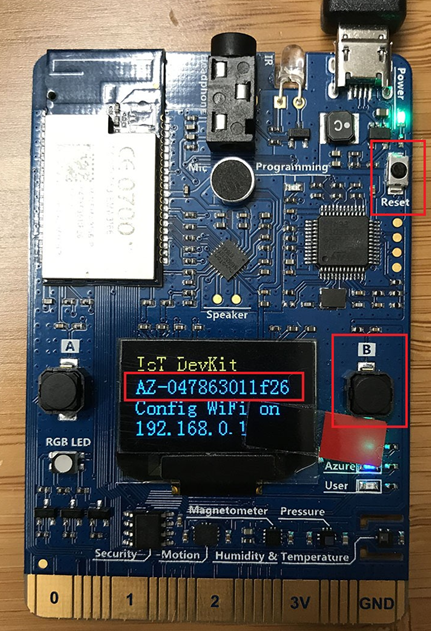 IR
Headphone
Power
CC0700
Mic
Programming
Reset
Speaker
A
B
IoT DevKit
AZ-047863011f26
Config WiFi on
192.168.0.1
RGB LED
Azure
User
Magnetometer
Pressure
Security
Motion
Humidity & Temperature
0
1
2
3V
GND